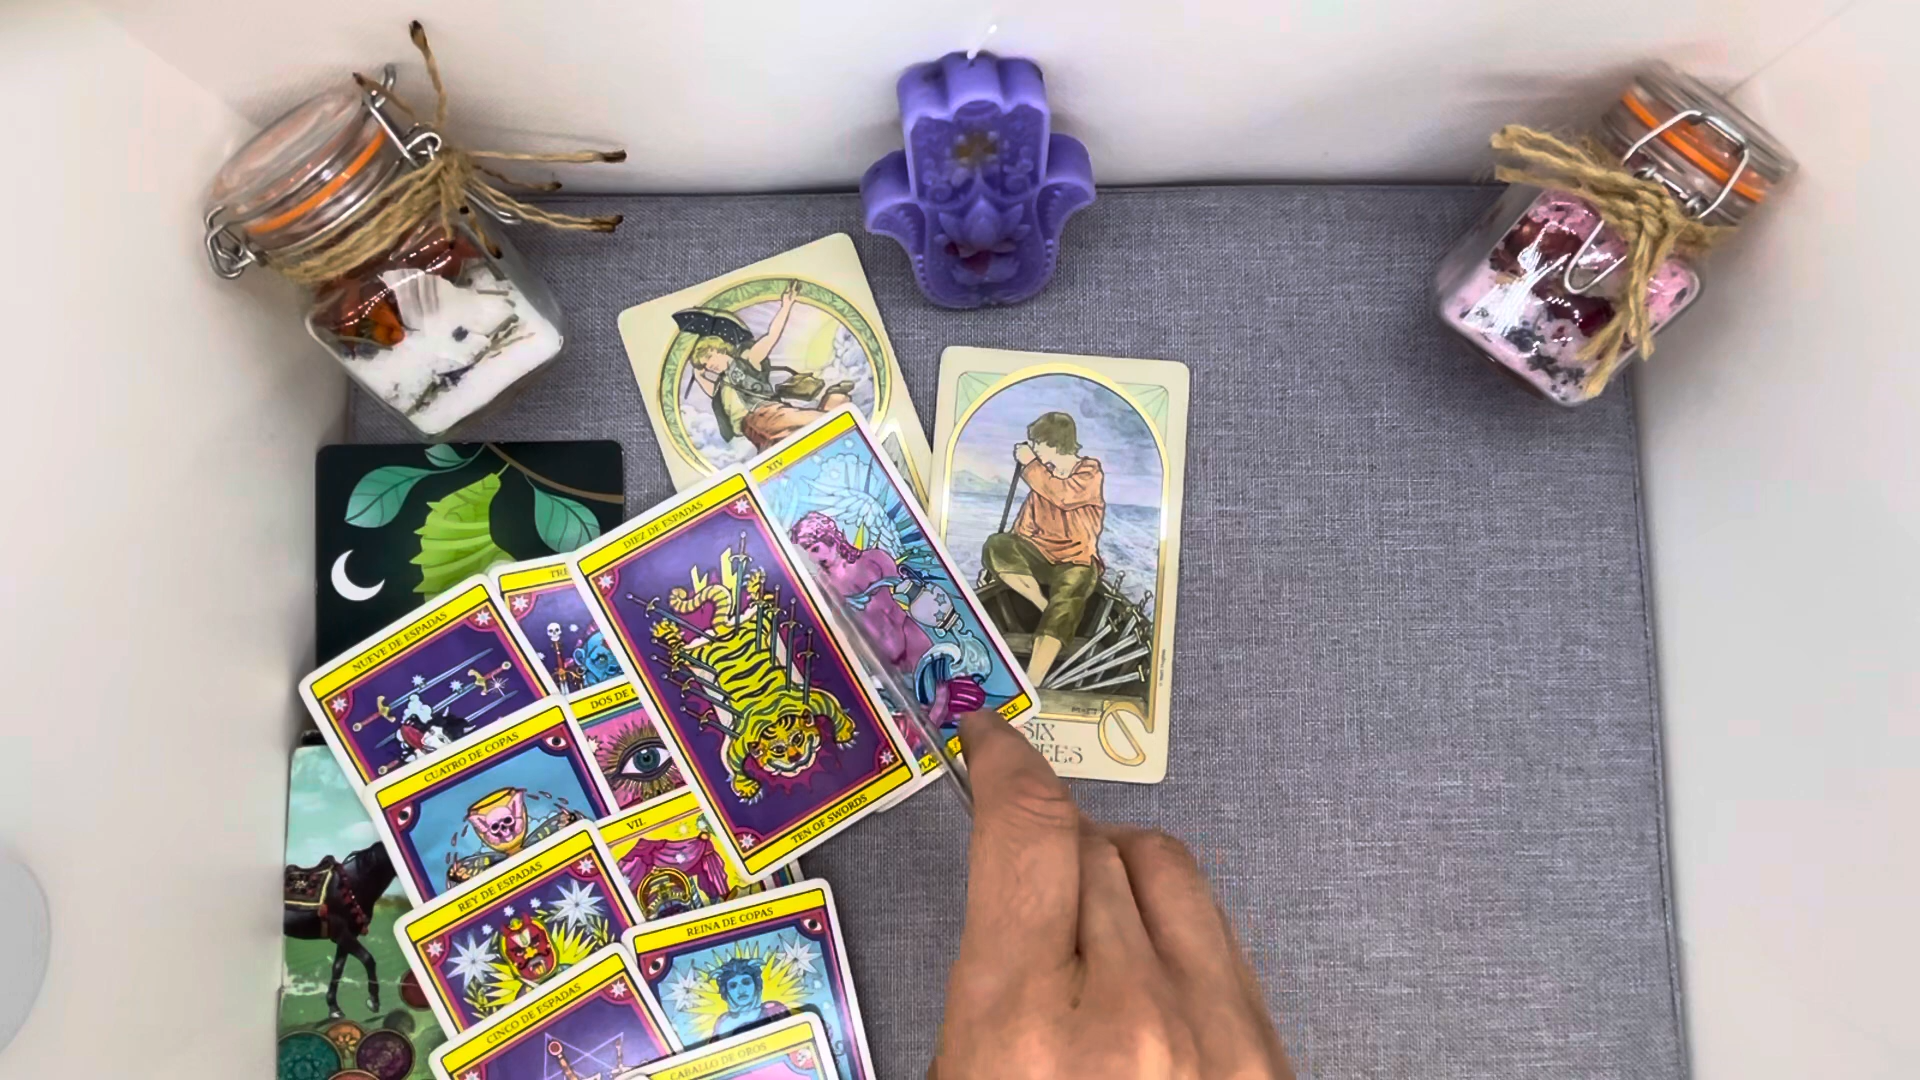 XIV
DIEZ DE ESPADAS
NUEVE DE ESPADAS
DOS DE
SIX
CUATRO DE COPAS
TEN OF SWORDS
VII.
REY DE ESPADAS
REINA DE COPAS
CINCO DE ESPADAS
CABALLO DE OROS